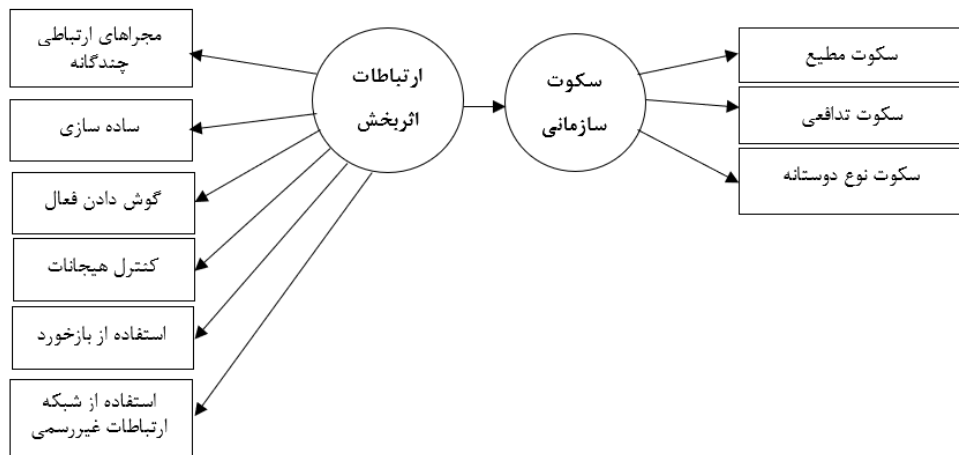 مجراهای ارتباطی
چندگانه
ساده سازی
گوش دادن فعال
کنترل هیجانات
استفاده از بازخورد
استفاده از شبکه
ارتباطات غیررسمی
ارتباطات
اثربخش
سکوت
سازمانی
سکوت مطیع
سکوت تدافعی
سکوت نوع دوستانه